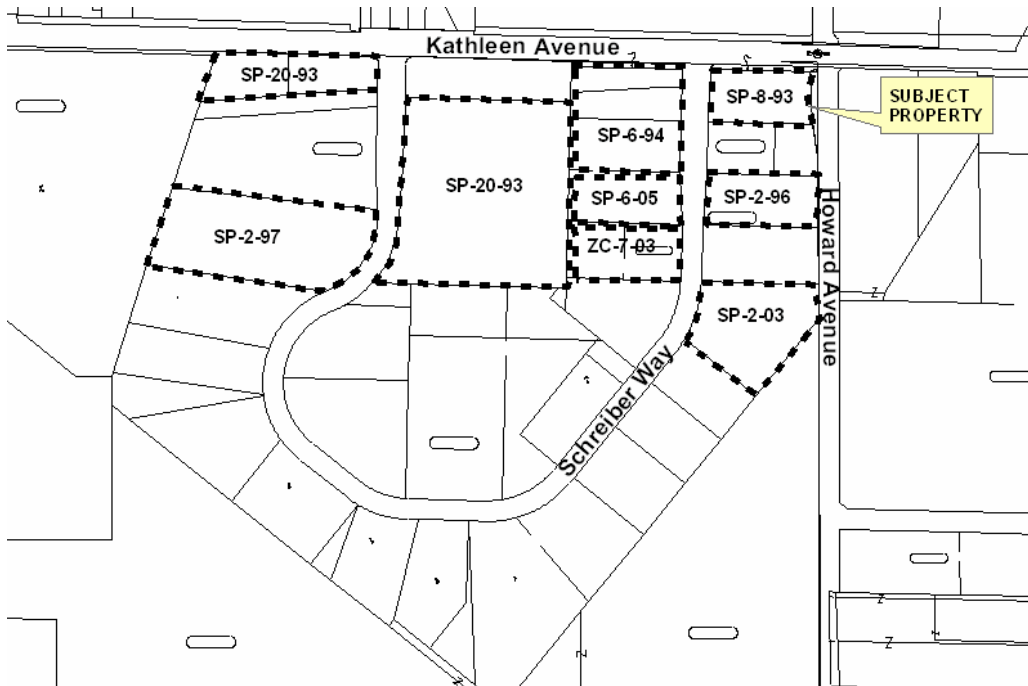 Kathleen Avenue
SP-20-93
SP-8-93
SUBJECT
PROPERTY
SP-6-94
SP-20-93
SP-6-05
SP-2-96
SP-2-97
ZC-7-03
Howard Avenue
SP-2-03
Schreiber Way